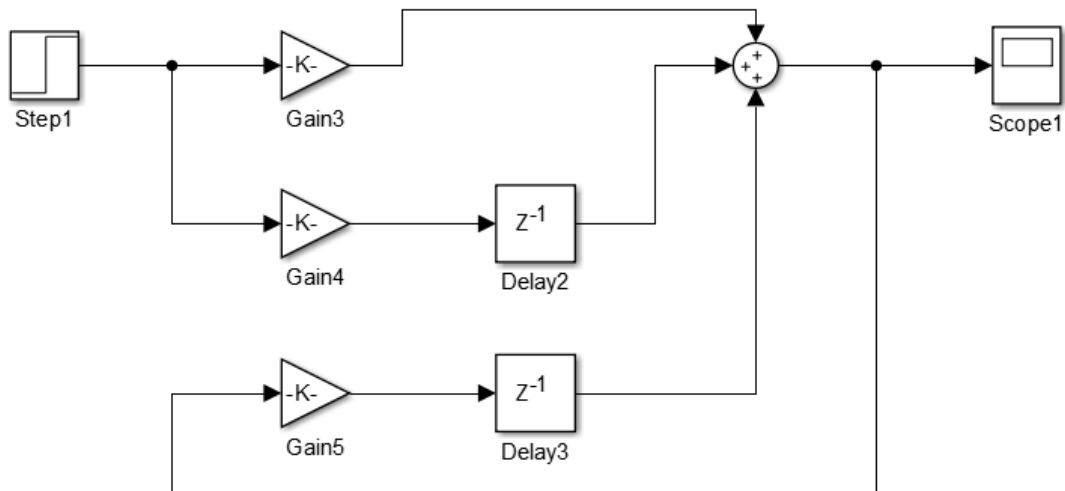 -K-
+
+
+
Step1
Gain3
Scope1
-K-
Z-1
Gain4
Delay2
-K-
Z-1
Gain5
Delay3